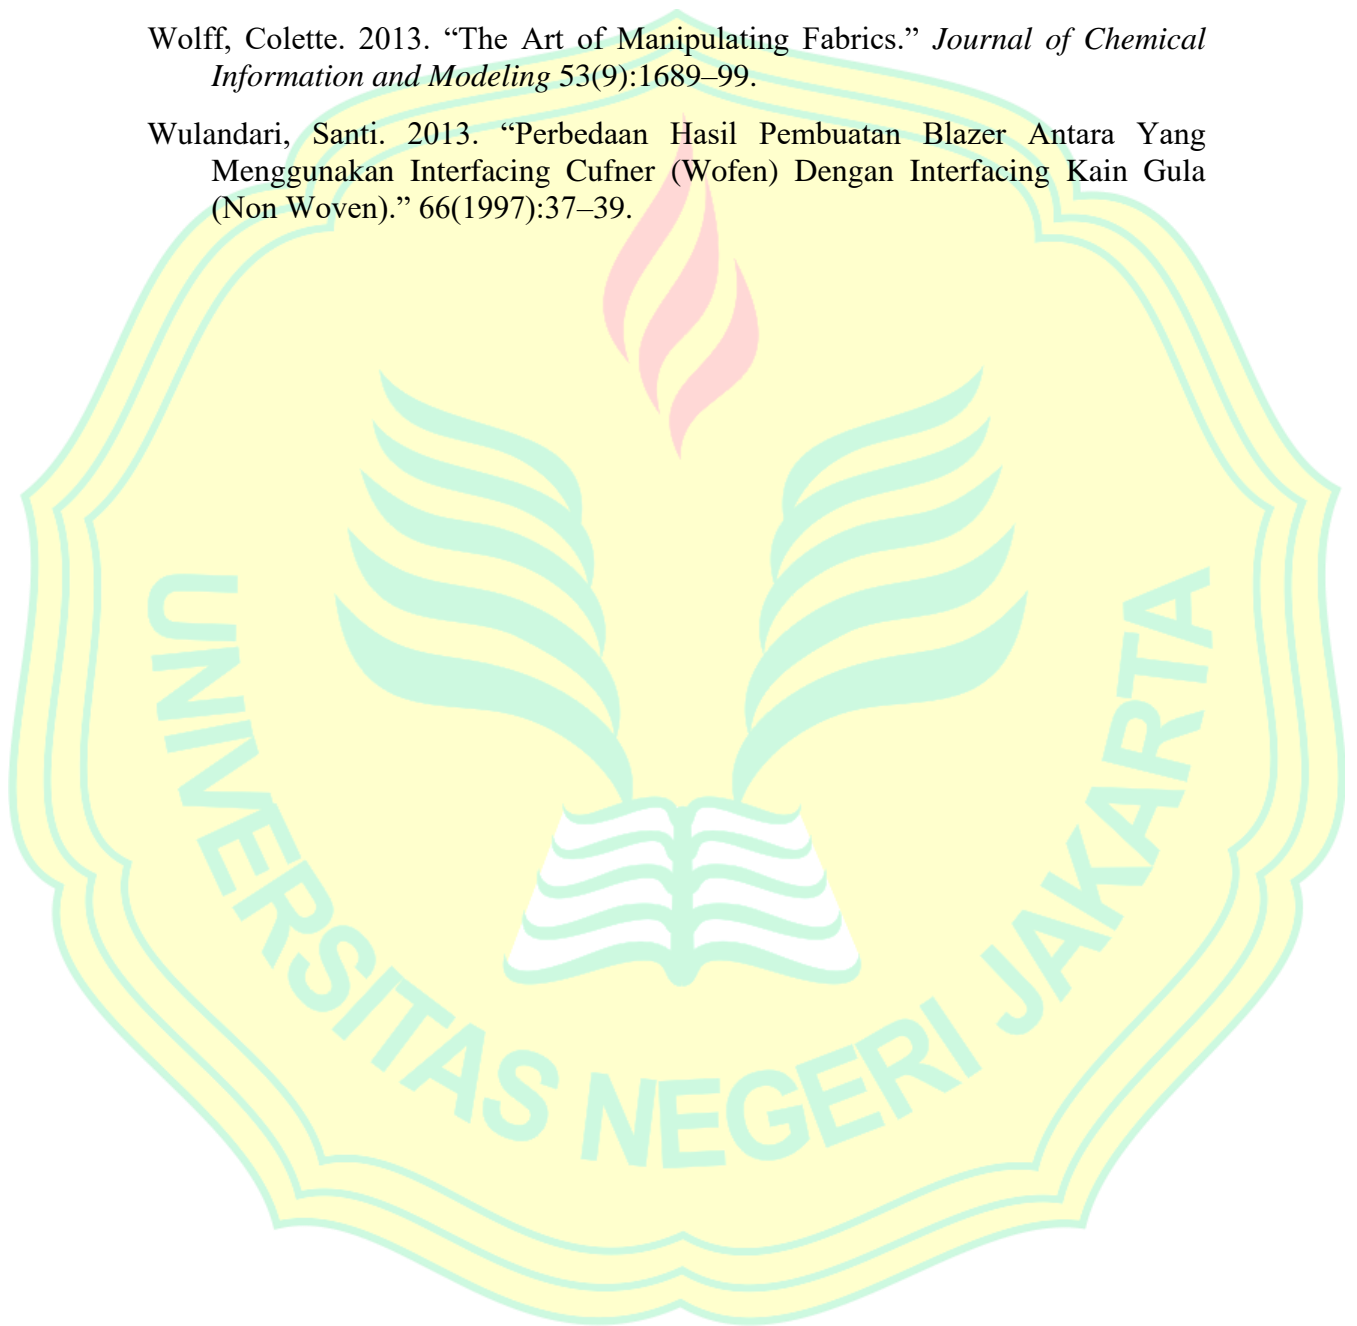 Wolff, Colette. 2013. “The Art of Manipulating Fabrics.” Journal of Chemical
Information and Modeling 53(9):1689–99.
Wulandari, Santi. 2013. “Perbedaan Hasil Pembuatan Blazer Antara Yang
Menggunakan Interfacing Cufner (Wofen) Dengan Interfacing Kain Gula
(Non Woven).” 66(1997):37–39.
UNIVERSITAS NEGERI JAKARTA